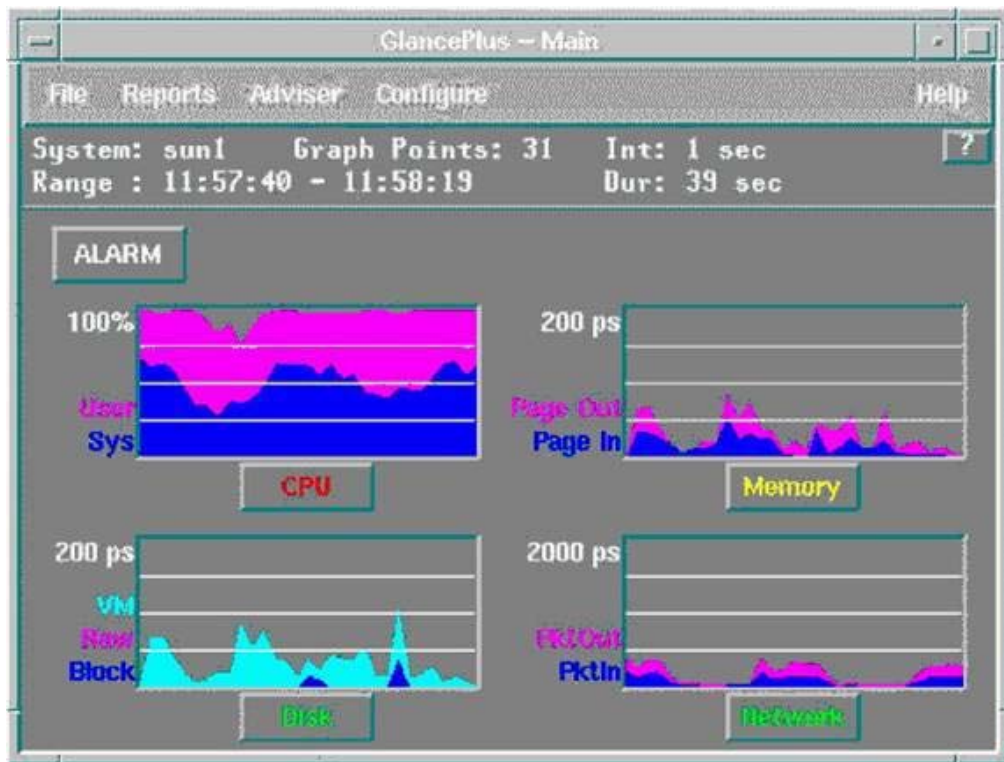 GlancePlus – Main
File Reports Adviser Configure Help
System: sun1 Graph Points: 31 Int: 1 sec ?
Range : 11:57:40 - 11:58:19 Dur: 39 sec
ALARM
100%
User
Sys
CPU
200 ps
Page Out
Page In
Memory
200 ps
VM
Raw
Block
Disk
2000 ps
PktOut
PktIn
Network